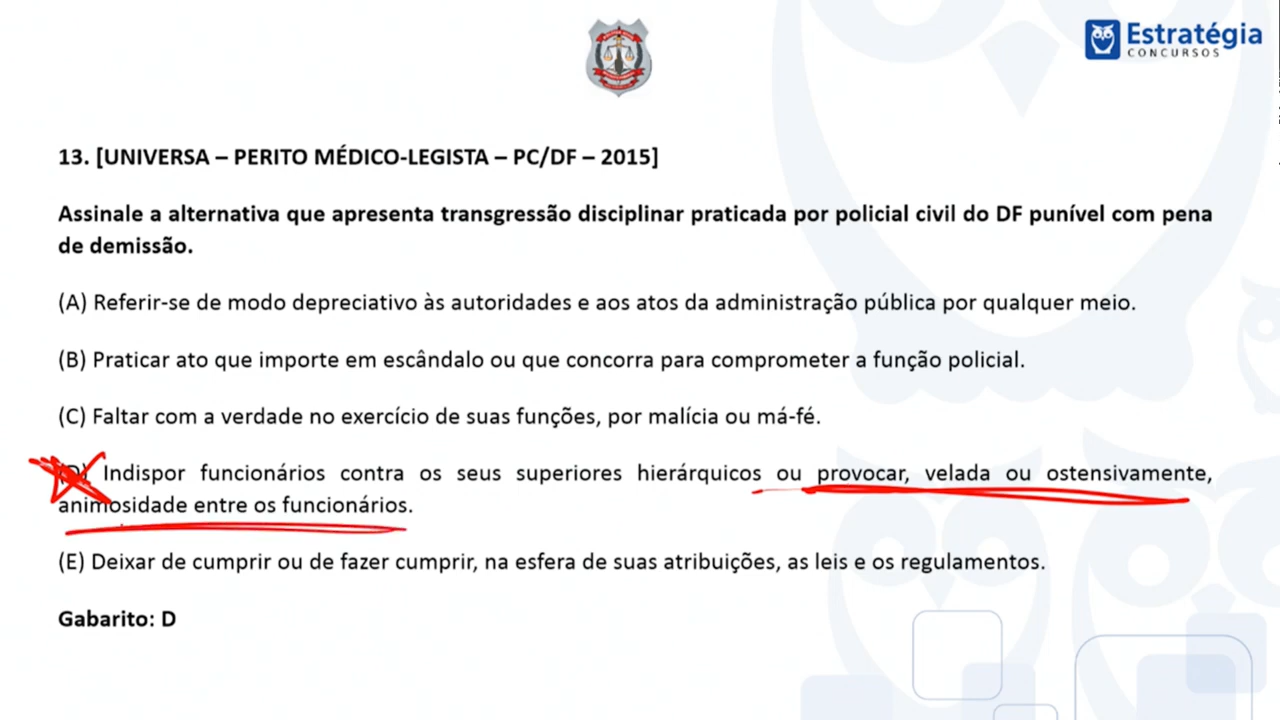 Estratégia
CONCURSOS
13. [UNIVERSA – PERITO MÉDICO-LEGISTA – PC/DF – 2015]
Assinale a alternativa que apresenta transgressão disciplinar praticada por policial civil do DF punível com pena
de demissão.
(A) Referir-se de modo depreciativo às autoridades e aos atos da administração pública por qualquer meio.
(B) Praticar ato que importe em escândalo ou que concorra para comprometer a função policial.
(C) Faltar com a verdade no exercício de suas funções, por malícia ou má-fé.
(D) Indispor funcionários contra os seus superiores hierárquicos ou provocar, velada ou ostensivamente,
animosidade entre os funcionários.
(E) Deixar de cumprir ou de fazer cumprir, na esfera de suas atribuições, as leis e os regulamentos.
Gabarito: D